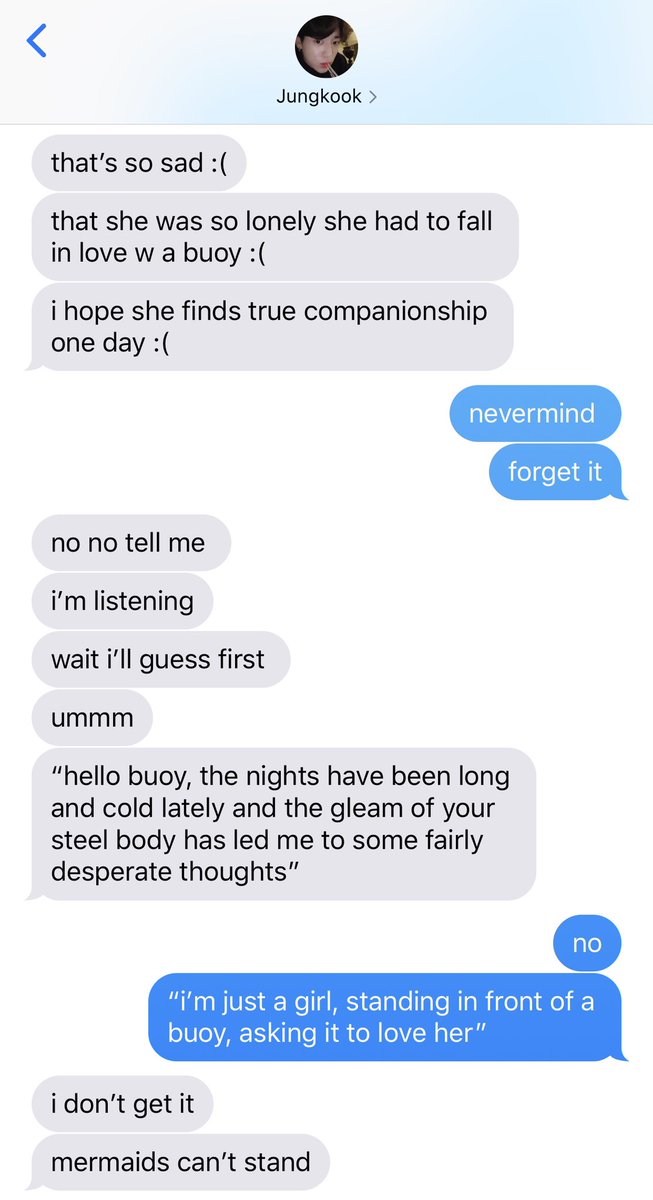 Jungkook
that’s so sad :(
that she was so lonely she had to fall
in love w a buoy :(
i hope she finds true companionship
one day :(
nevermind
forget it
no no tell me
i’m listening
wait i’ll guess first
ummm
“hello buoy, the nights have been long
and cold lately and the gleam of your
steel body has led me to some fairly
desperate thoughts”
no
“i’m just a girl, standing in front of a
buoy, asking it to love her”
i don’t get it
mermaids can’t stand